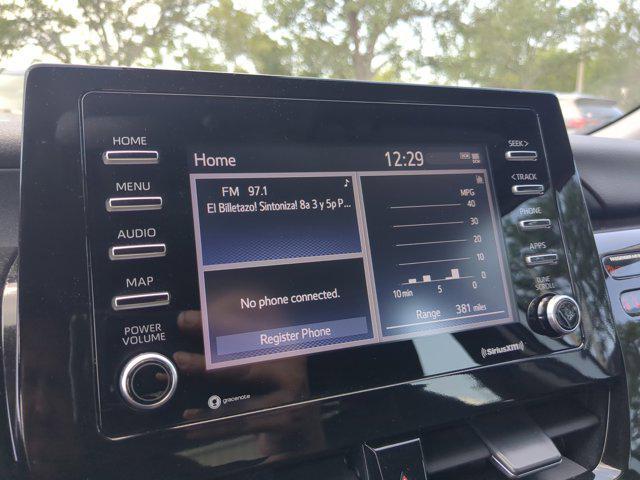 HOME
MENU
AUDIO
MAP
POWER
VOLUME
Home
12:29
FM 97.1
El Billetazo! Sintoniza! 8a 3 y 5p P...
No phone connected.
Register Phone
MPG
40
30
20
10
0
10 min 5 0
Range 381 miles
gracenote
SiriusXM
SEEK >
< TRACK
PHONE
APPS
TUNE
SCROLL